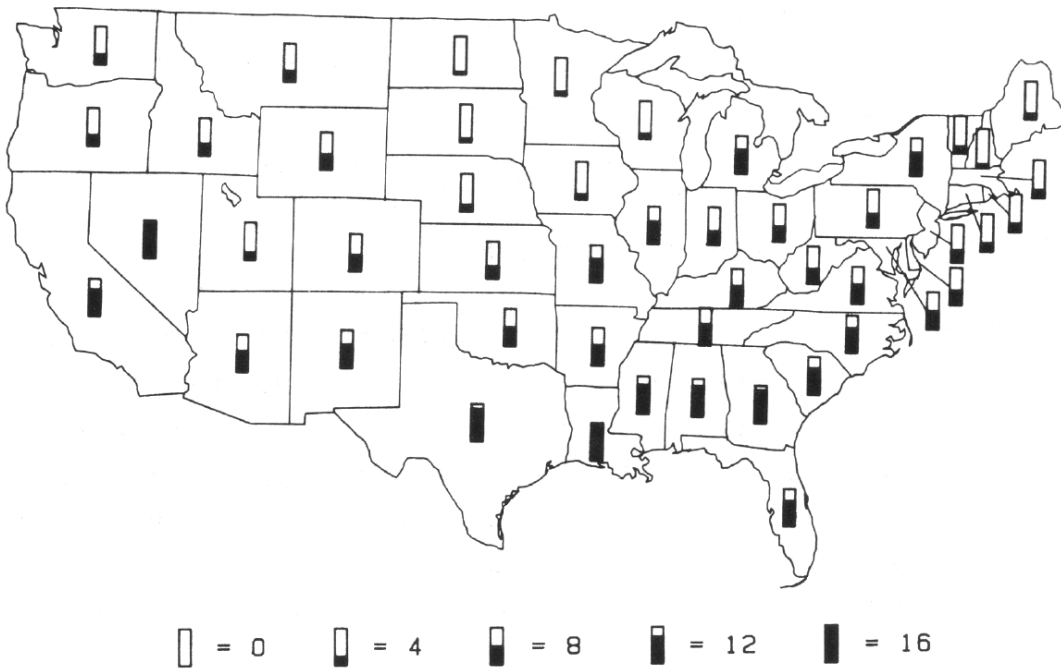 = 0 = 4 = 8 = 12 = 16